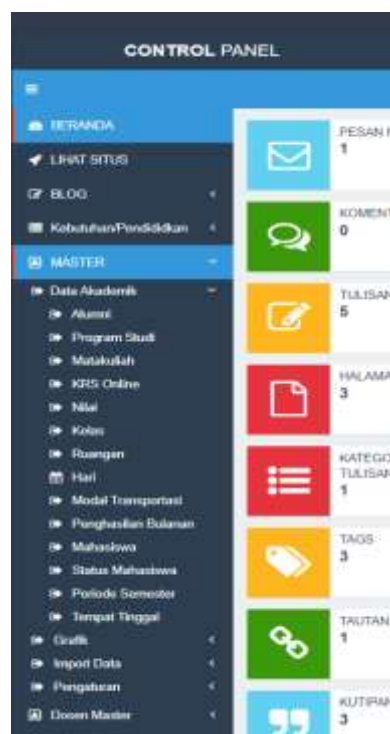 CONTROL PANEL
BERANDA
LIHAT SITUS
BLOG
Kebutuhan/Pendididkan
MASTER
Data Akademik
Alumni
Program Studi
Matakuliah
KRS Online
Nilai
Kelas
Ruangan
Hari
Modal Transportasi
Penghasilan Bulanan
Mahasiswa
Status Mahasiswa
Periode Semester
Tempat Tinggal
Grafik
Import Data
Pengaturan
Dosen Master
PESAN
1
KOMENT
0
TULISAN
5
HALAMA
3
KATEGO
TULISAN
1
TAGS
3
TAUTAN
1
KUTIPAN
3